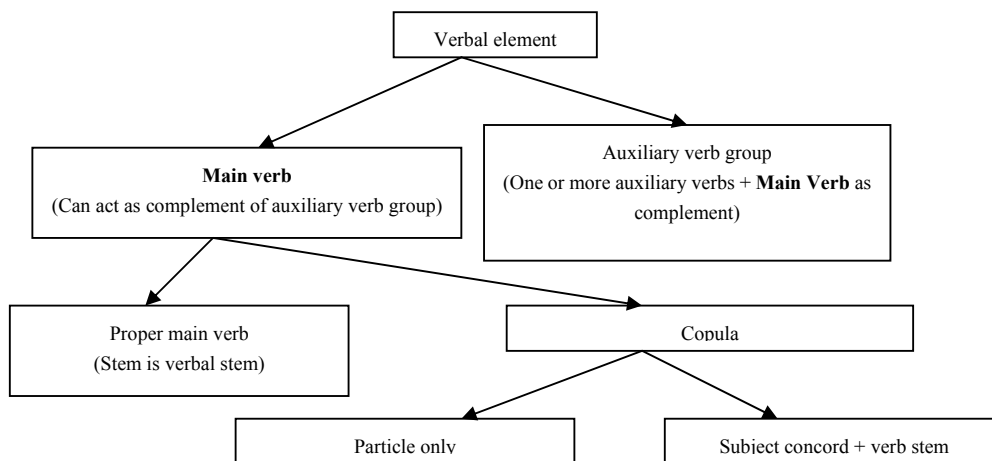 Verbal element
Main verb
(Can act as complement of auxiliary verb group)
Auxiliary verb group
(One or more auxiliary verbs + Main Verb as
complement)
Proper main verb
(Stem is verbal stem)
Copula
Particle only
Subject concord + verb stem